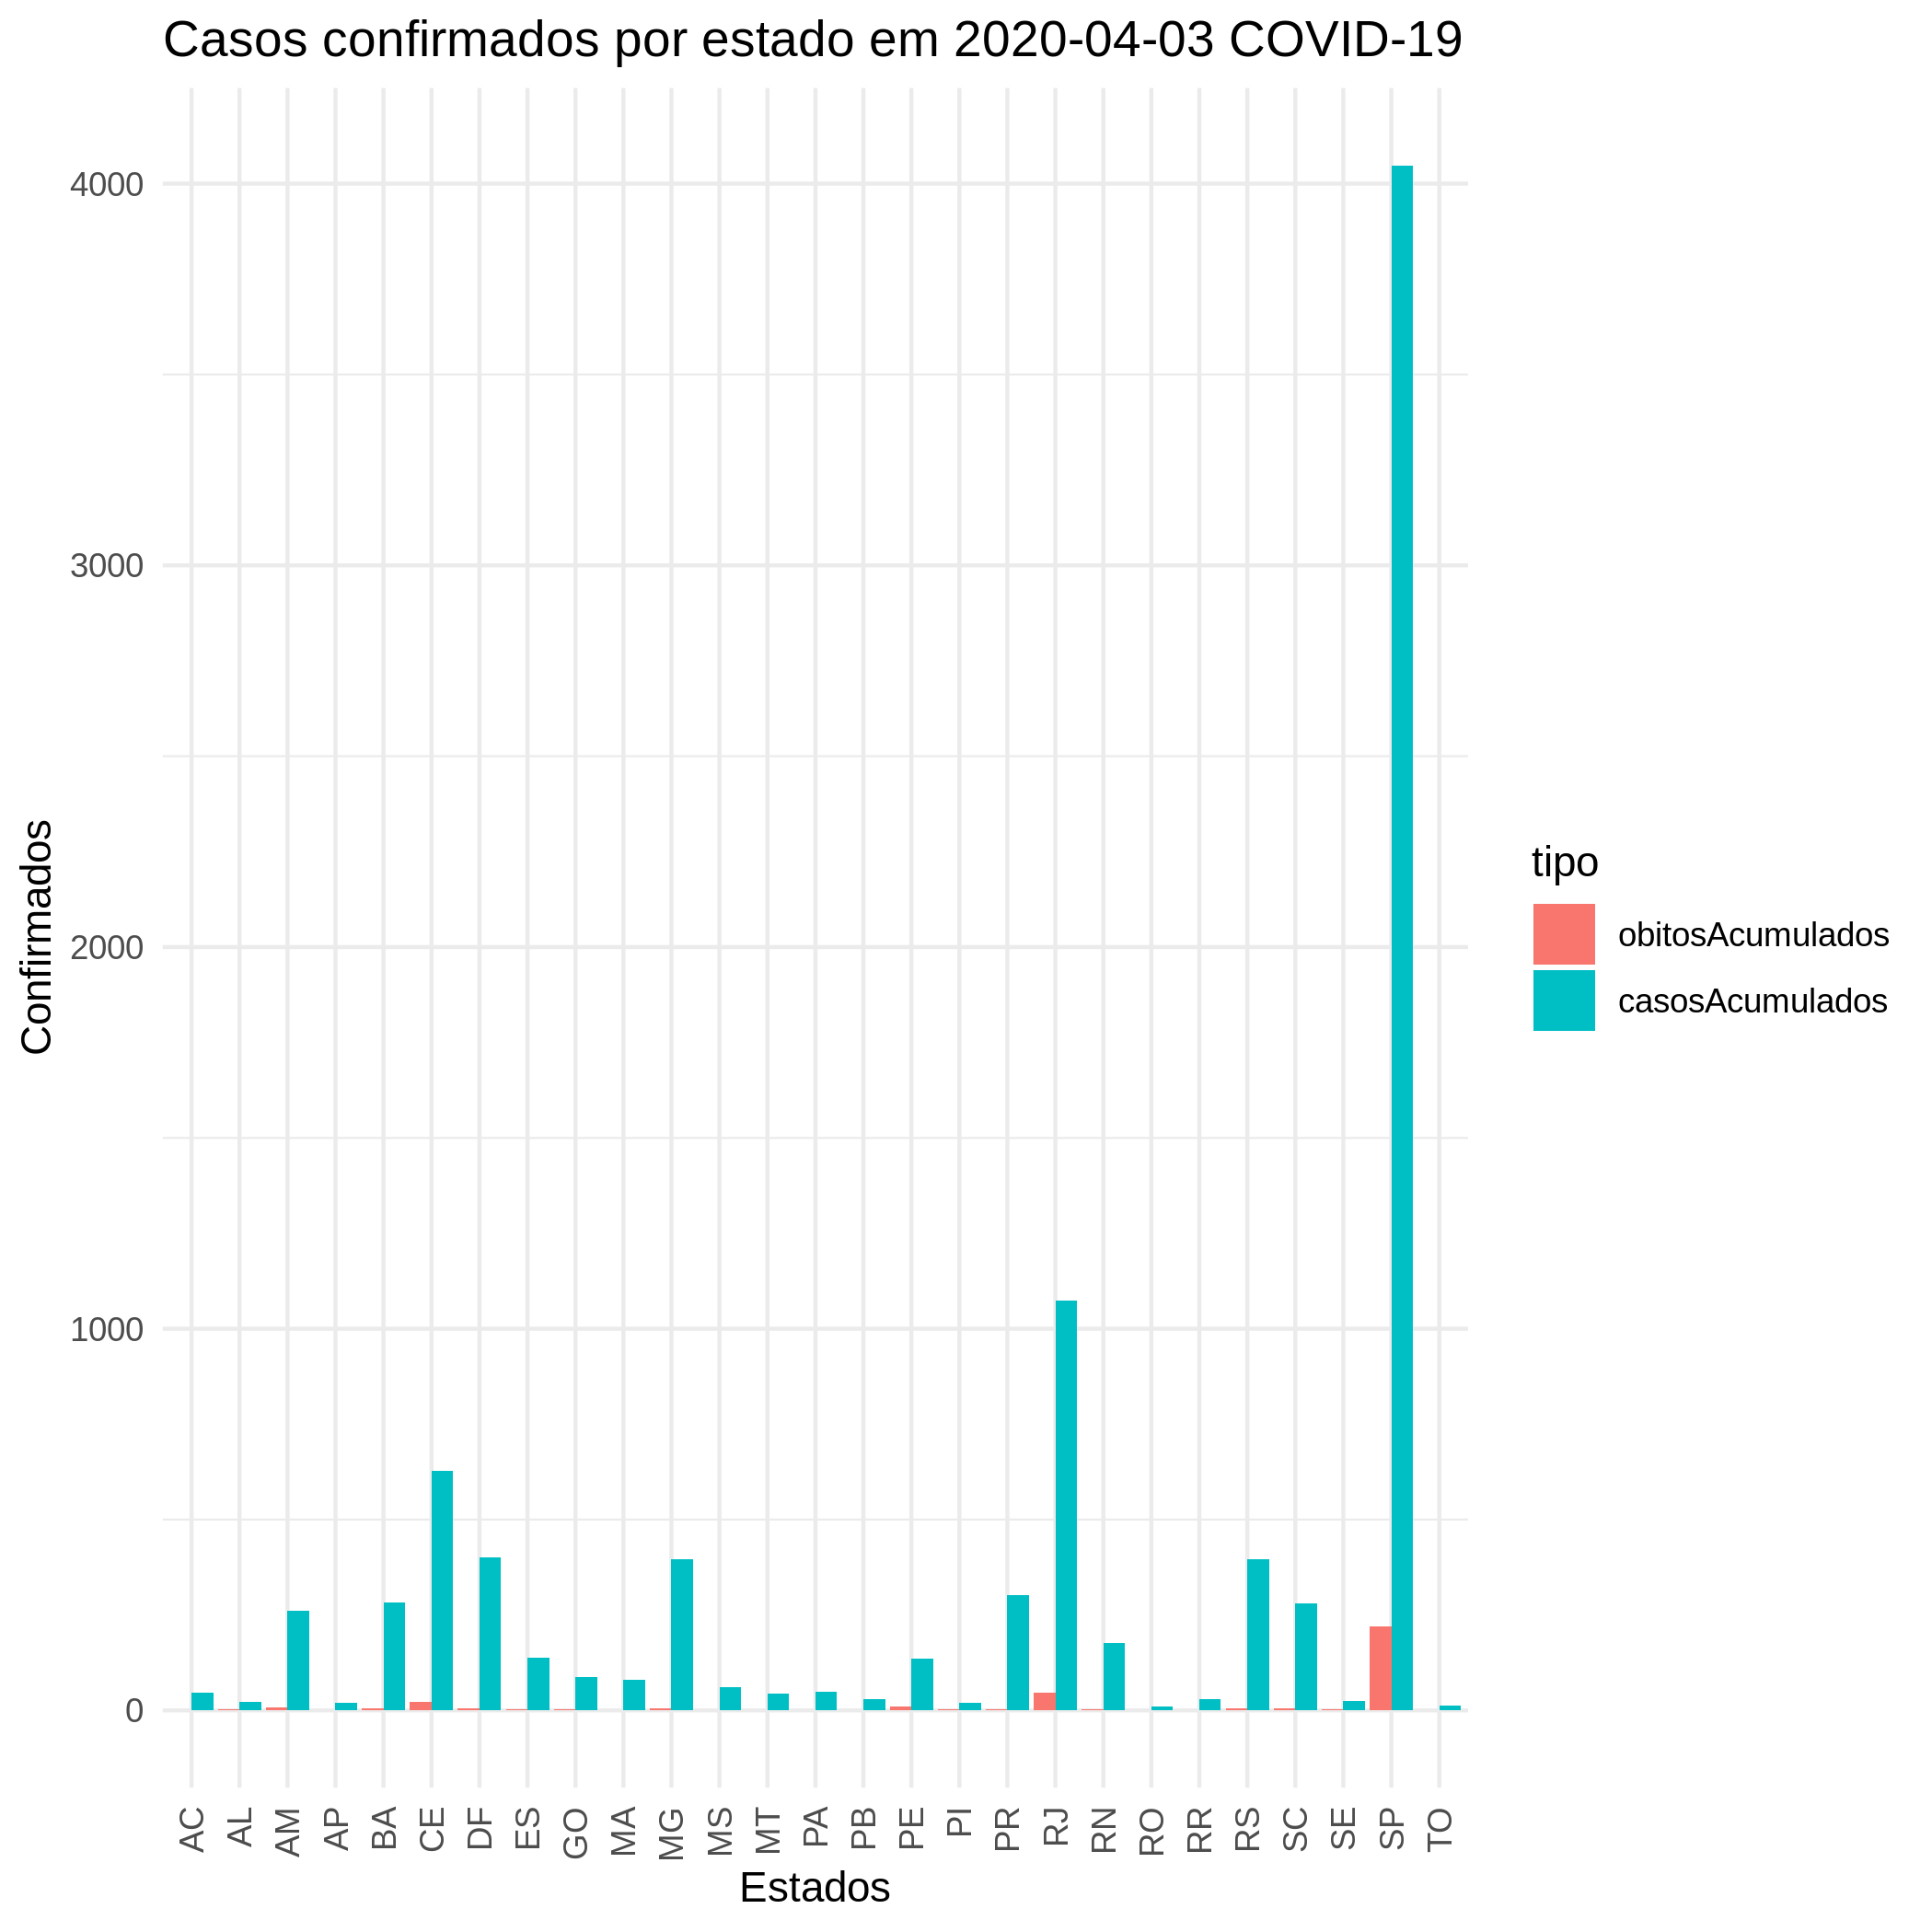 Casos confirmados por estado em 2020-04-03 COVID-19
4000
3000
2000
1000
0
Confirmados
AC AL AM AP BA CE DF ES GO MA MG MS MT PA PB PE PI PR RJ RN RO RR RS SC SE SP TO
Estados
tipo
obitosAcumulados
casosAcumulados